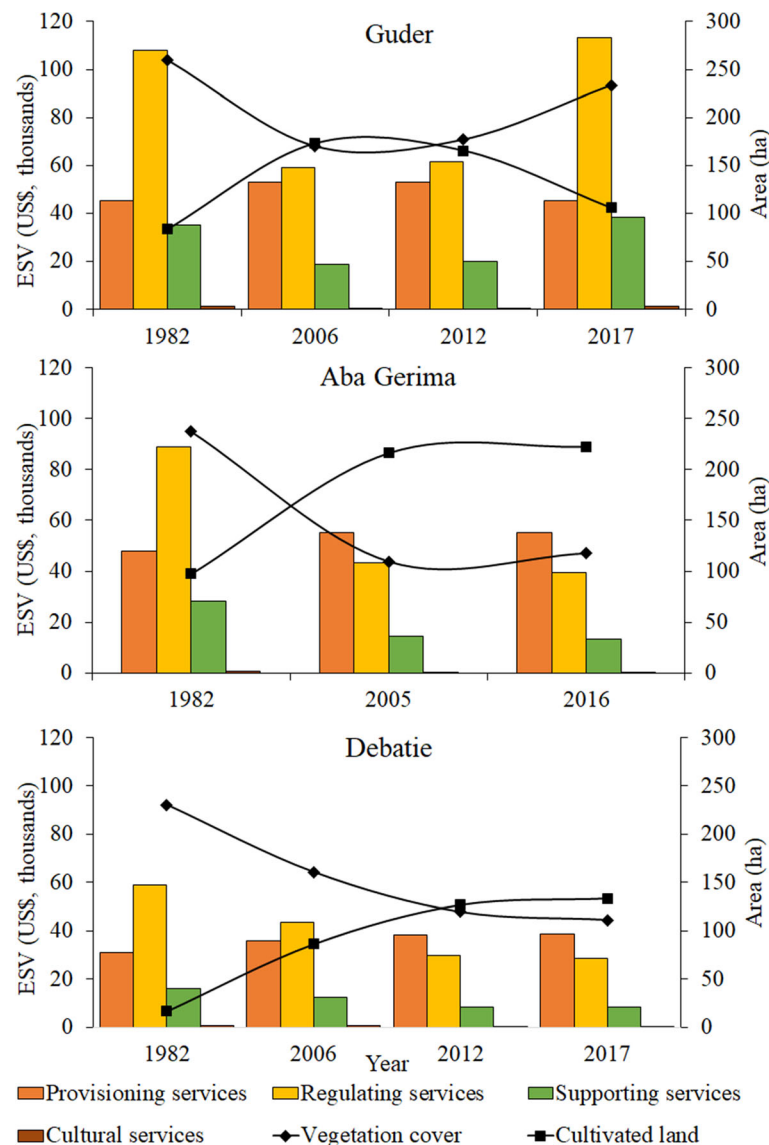 Guder
ESV (US$, thousands)
Area (ha)
120
100
80
60
40
20
0
300
250
200
150
100
50
0
1982 2006 2012 2017
Aba Gerima
ESV (US$, thousands)
Area (ha)
120
100
80
60
40
20
0
300
250
200
150
100
50
0
1982 2005 2016
Debatie
ESV (US$, thousands)
Area (ha)
120
100
80
60
40
20
0
300
250
200
150
100
50
0
1982 2006 2012 2017
Year
Provisioning services Regulating services Supporting services
Cultural services Vegetation cover Cultivated land